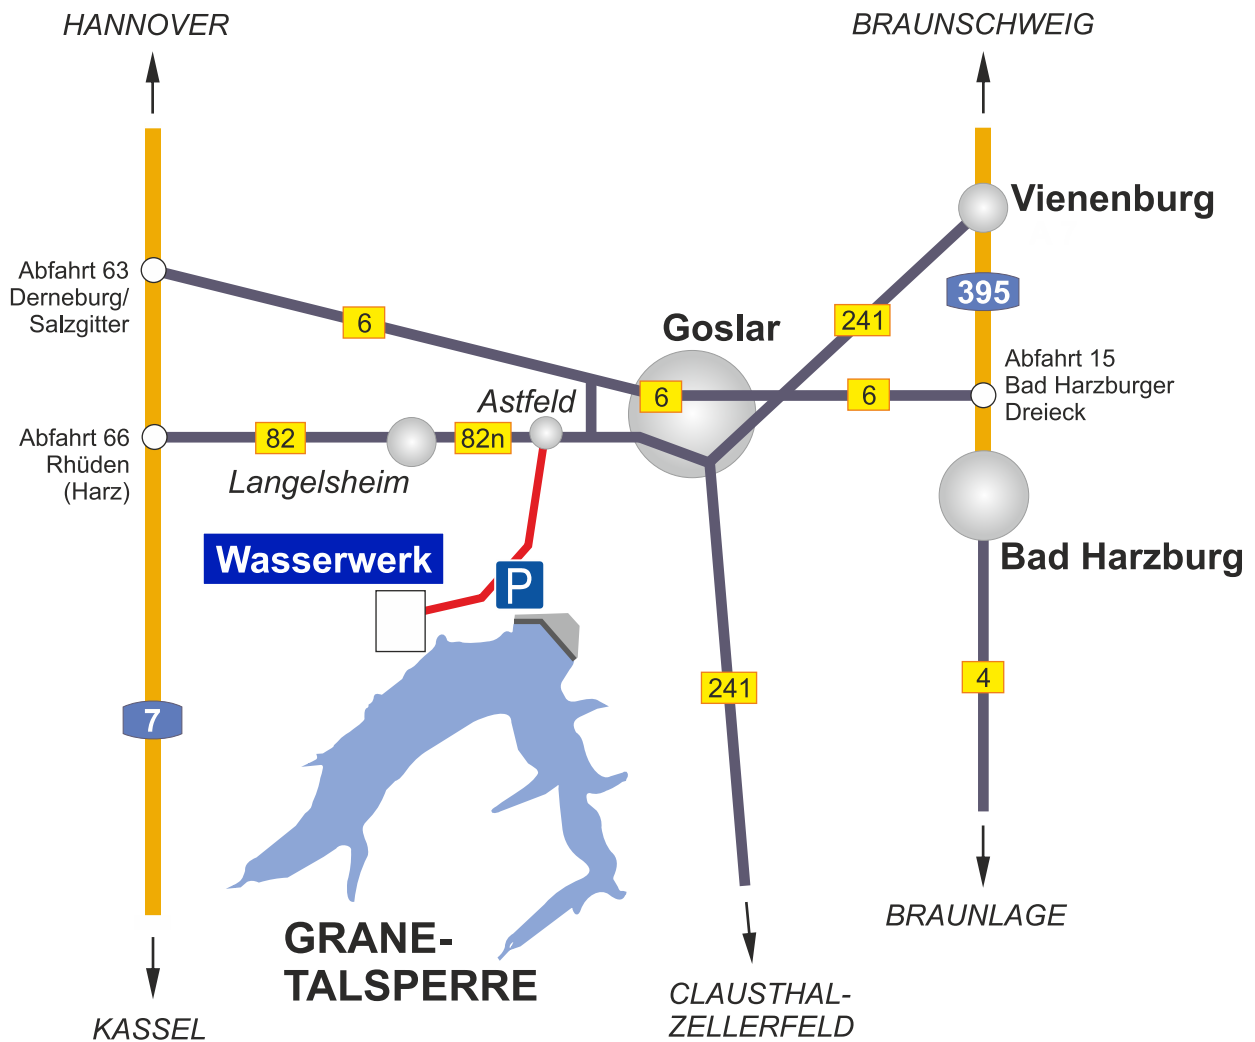 HANNOVER
BRAUNSCHWEIG
Vienenburg
Abfahrt 63
Derneburg/
Salzgitter
395
6
241
Goslar
Abfahrt 15
Bad Harzburger
Dreieck
6
6
Astfeld
Abfahrt 66
Rhüden
(Harz)
82
82n
Langelsheim
Wasserwerk
P
Bad Harzburg
4
241
7
BRAUNLAGE
GRANE-
TALSPERRE
CLAUSTHAL-
ZELLERFELD
KASSEL